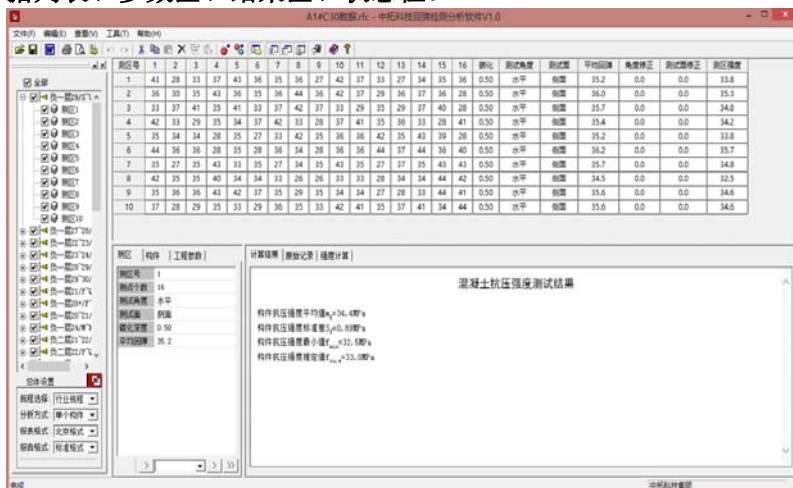 A1#C30数据.rfc - 中拓科技回弹检测分析软件V1.0
文件(F) 编辑(E) 查看(V) 工具(T) 帮助(H)
测区号 1 2 3 4 5 6 7 8 9 10 11 12 13 14 15 16 碳化 测试角度 测试面 平均回弹 角度修正 测试面修正 测区强度
1 43 28 33 37 43 36 35 36 27 42 37 33 27 34 35 36 0.50 水平 侧面 35.2 0.0 0.0 33.8
2 36 30 35 43 36 35 36 44 36 42 37 29 36 37 36 28 0.50 水平 侧面 36.0 0.0 0.0 35.3
3 33 37 41 35 41 33 37 42 37 33 29 35 29 37 40 28 0.50 水平 侧面 35.7 0.0 0.0 34.8
4 42 33 29 35 34 37 42 33 28 37 41 35 36 33 28 41 0.50 水平 侧面 35.4 0.0 0.0 34.2
5 35 34 34 28 35 27 33 42 35 36 36 42 35 43 39 28 0.50 水平 侧面 35.2 0.0 0.0 33.8
6 44 36 36 28 35 28 36 34 28 36 36 44 37 44 36 40 0.50 水平 侧面 36.2 0.0 0.0 35.7
7 35 27 35 43 33 35 27 34 35 43 35 27 37 35 43 43 0.50 水平 侧面 35.7 0.0 0.0 34.8
8 42 35 35 40 34 34 33 26 26 33 33 28 34 34 44 42 0.50 水平 侧面 34.5 0.0 0.0 32.5
9 35 36 36 43 42 37 35 29 35 34 34 27 28 33 44 41 0.50 水平 侧面 35.6 0.0 0.0 34.6
10 37 28 29 35 33 29 36 35 33 42 41 35 37 41 34 44 0.50 水平 侧面 35.6 0.0 0.0 34.6
全部
测区1
测区2
测区3
测区4
测区5
测区6
测区7
测区8
测区9
测区10
总体设置
规程选择 行业规程
分析方式 单个构件
报表格式 北京格式
报告格式 标准格式
测区 构件 工程参数
测区号 1
测点个数 16
测试角度 水平
测试面 侧面
碳化深度 0.50
平均回弹 35.2
计算结果 原始记录 强度计算
混凝土抗压强度测试结果
构件抗压强度平均值=34.4MPa
构件抗压强度标准差S=0.89MPa
构件抗压强度最小值f min=32.5MPa
构件抗压强度推定值f=33.0MPa
完成 中拓科技集团